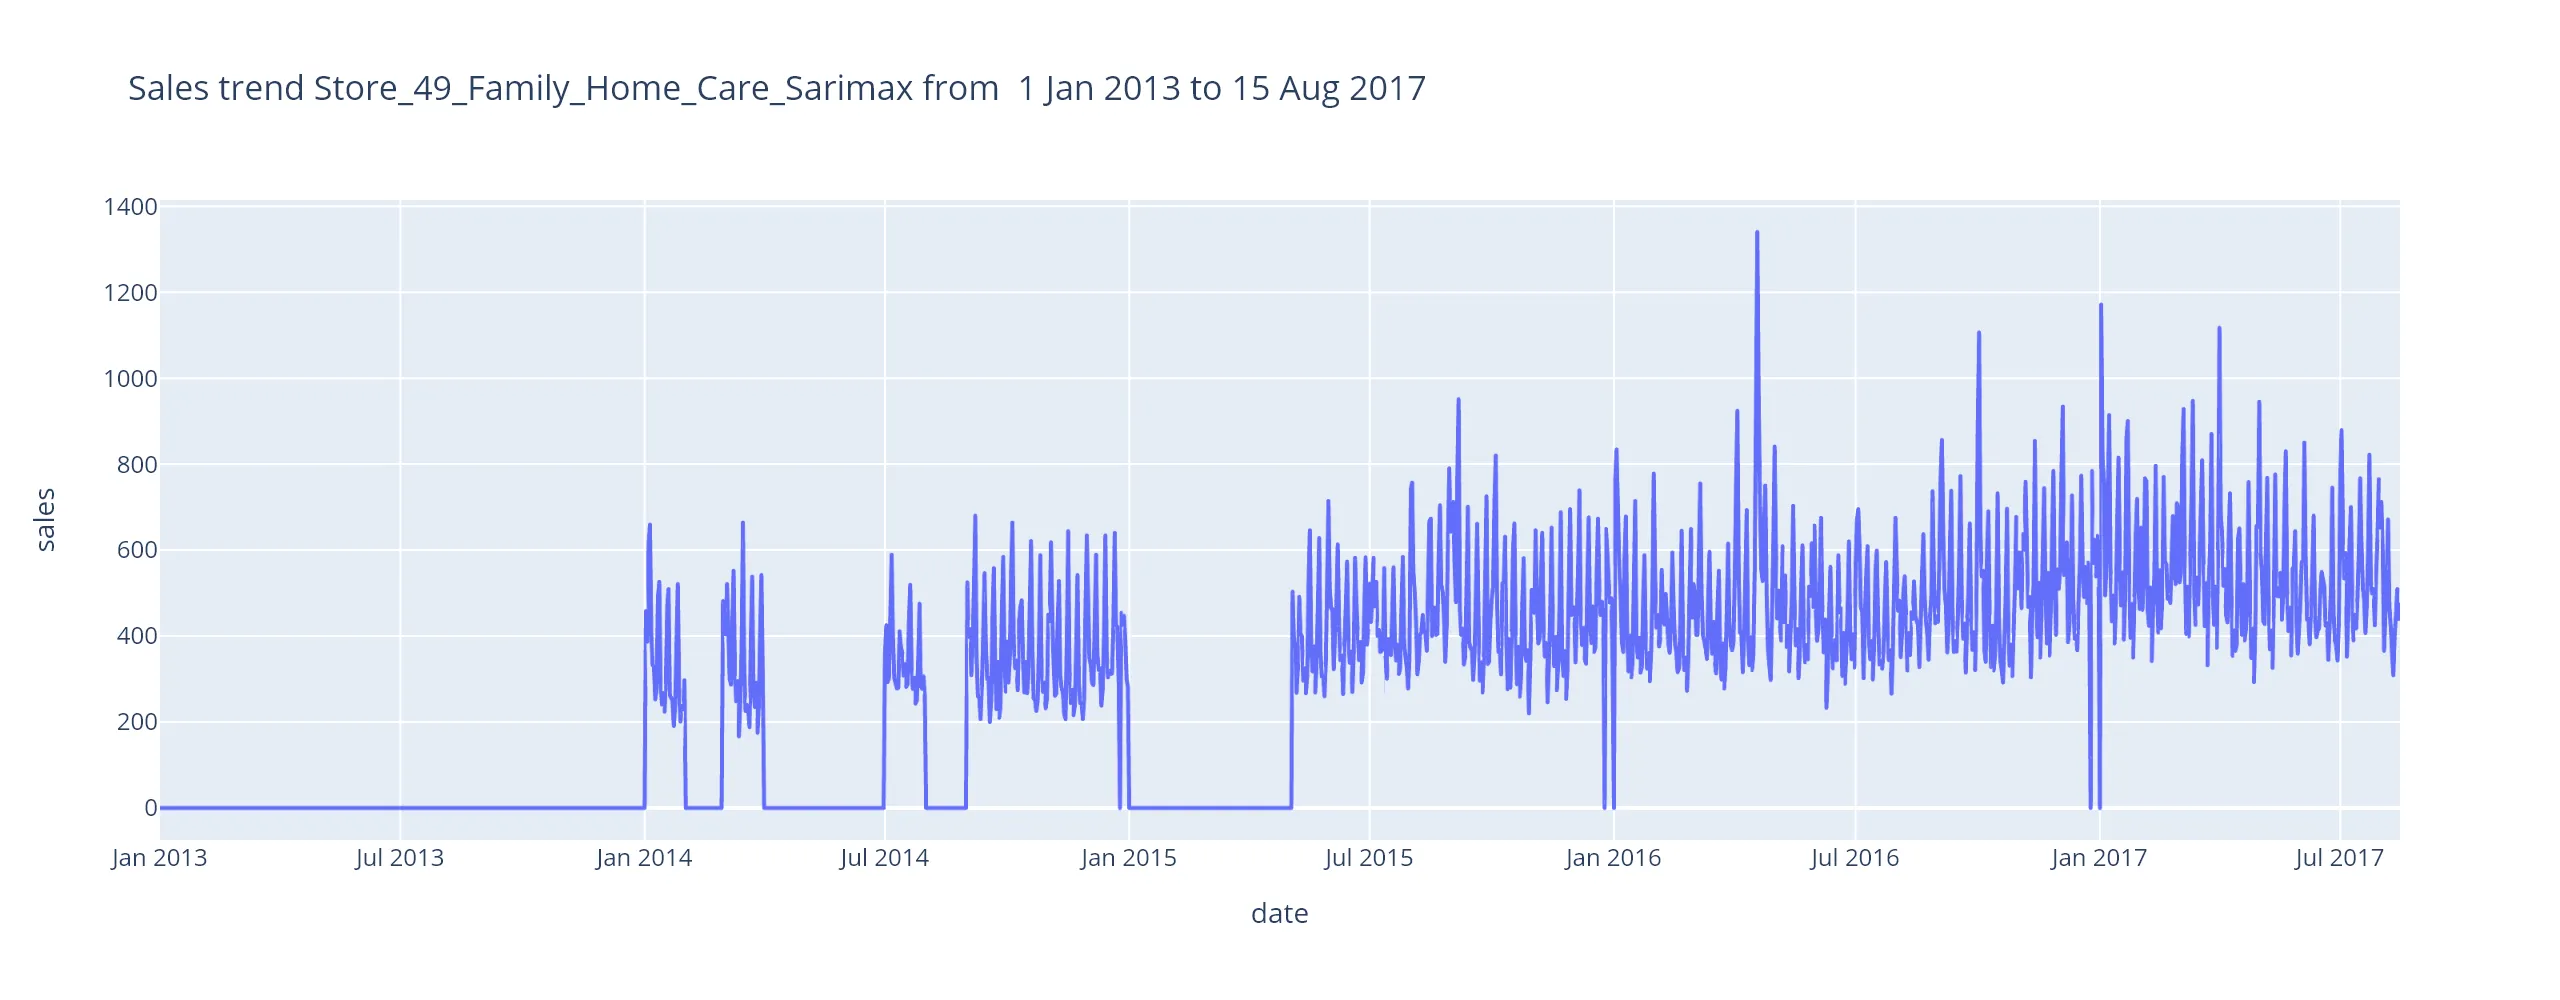 Sales trend Store_49_Family_Home_Care_Sarimax from  1 Jan 2013 to 15 Aug 2017
1400
1200
1000
800
600
400
200
0
sales
Jan 2013 Jul 2013 Jan 2014 Jul 2014 Jan 2015 Jul 2015 Jan 2016 Jul 2016 Jan 2017 Jul 2017
date